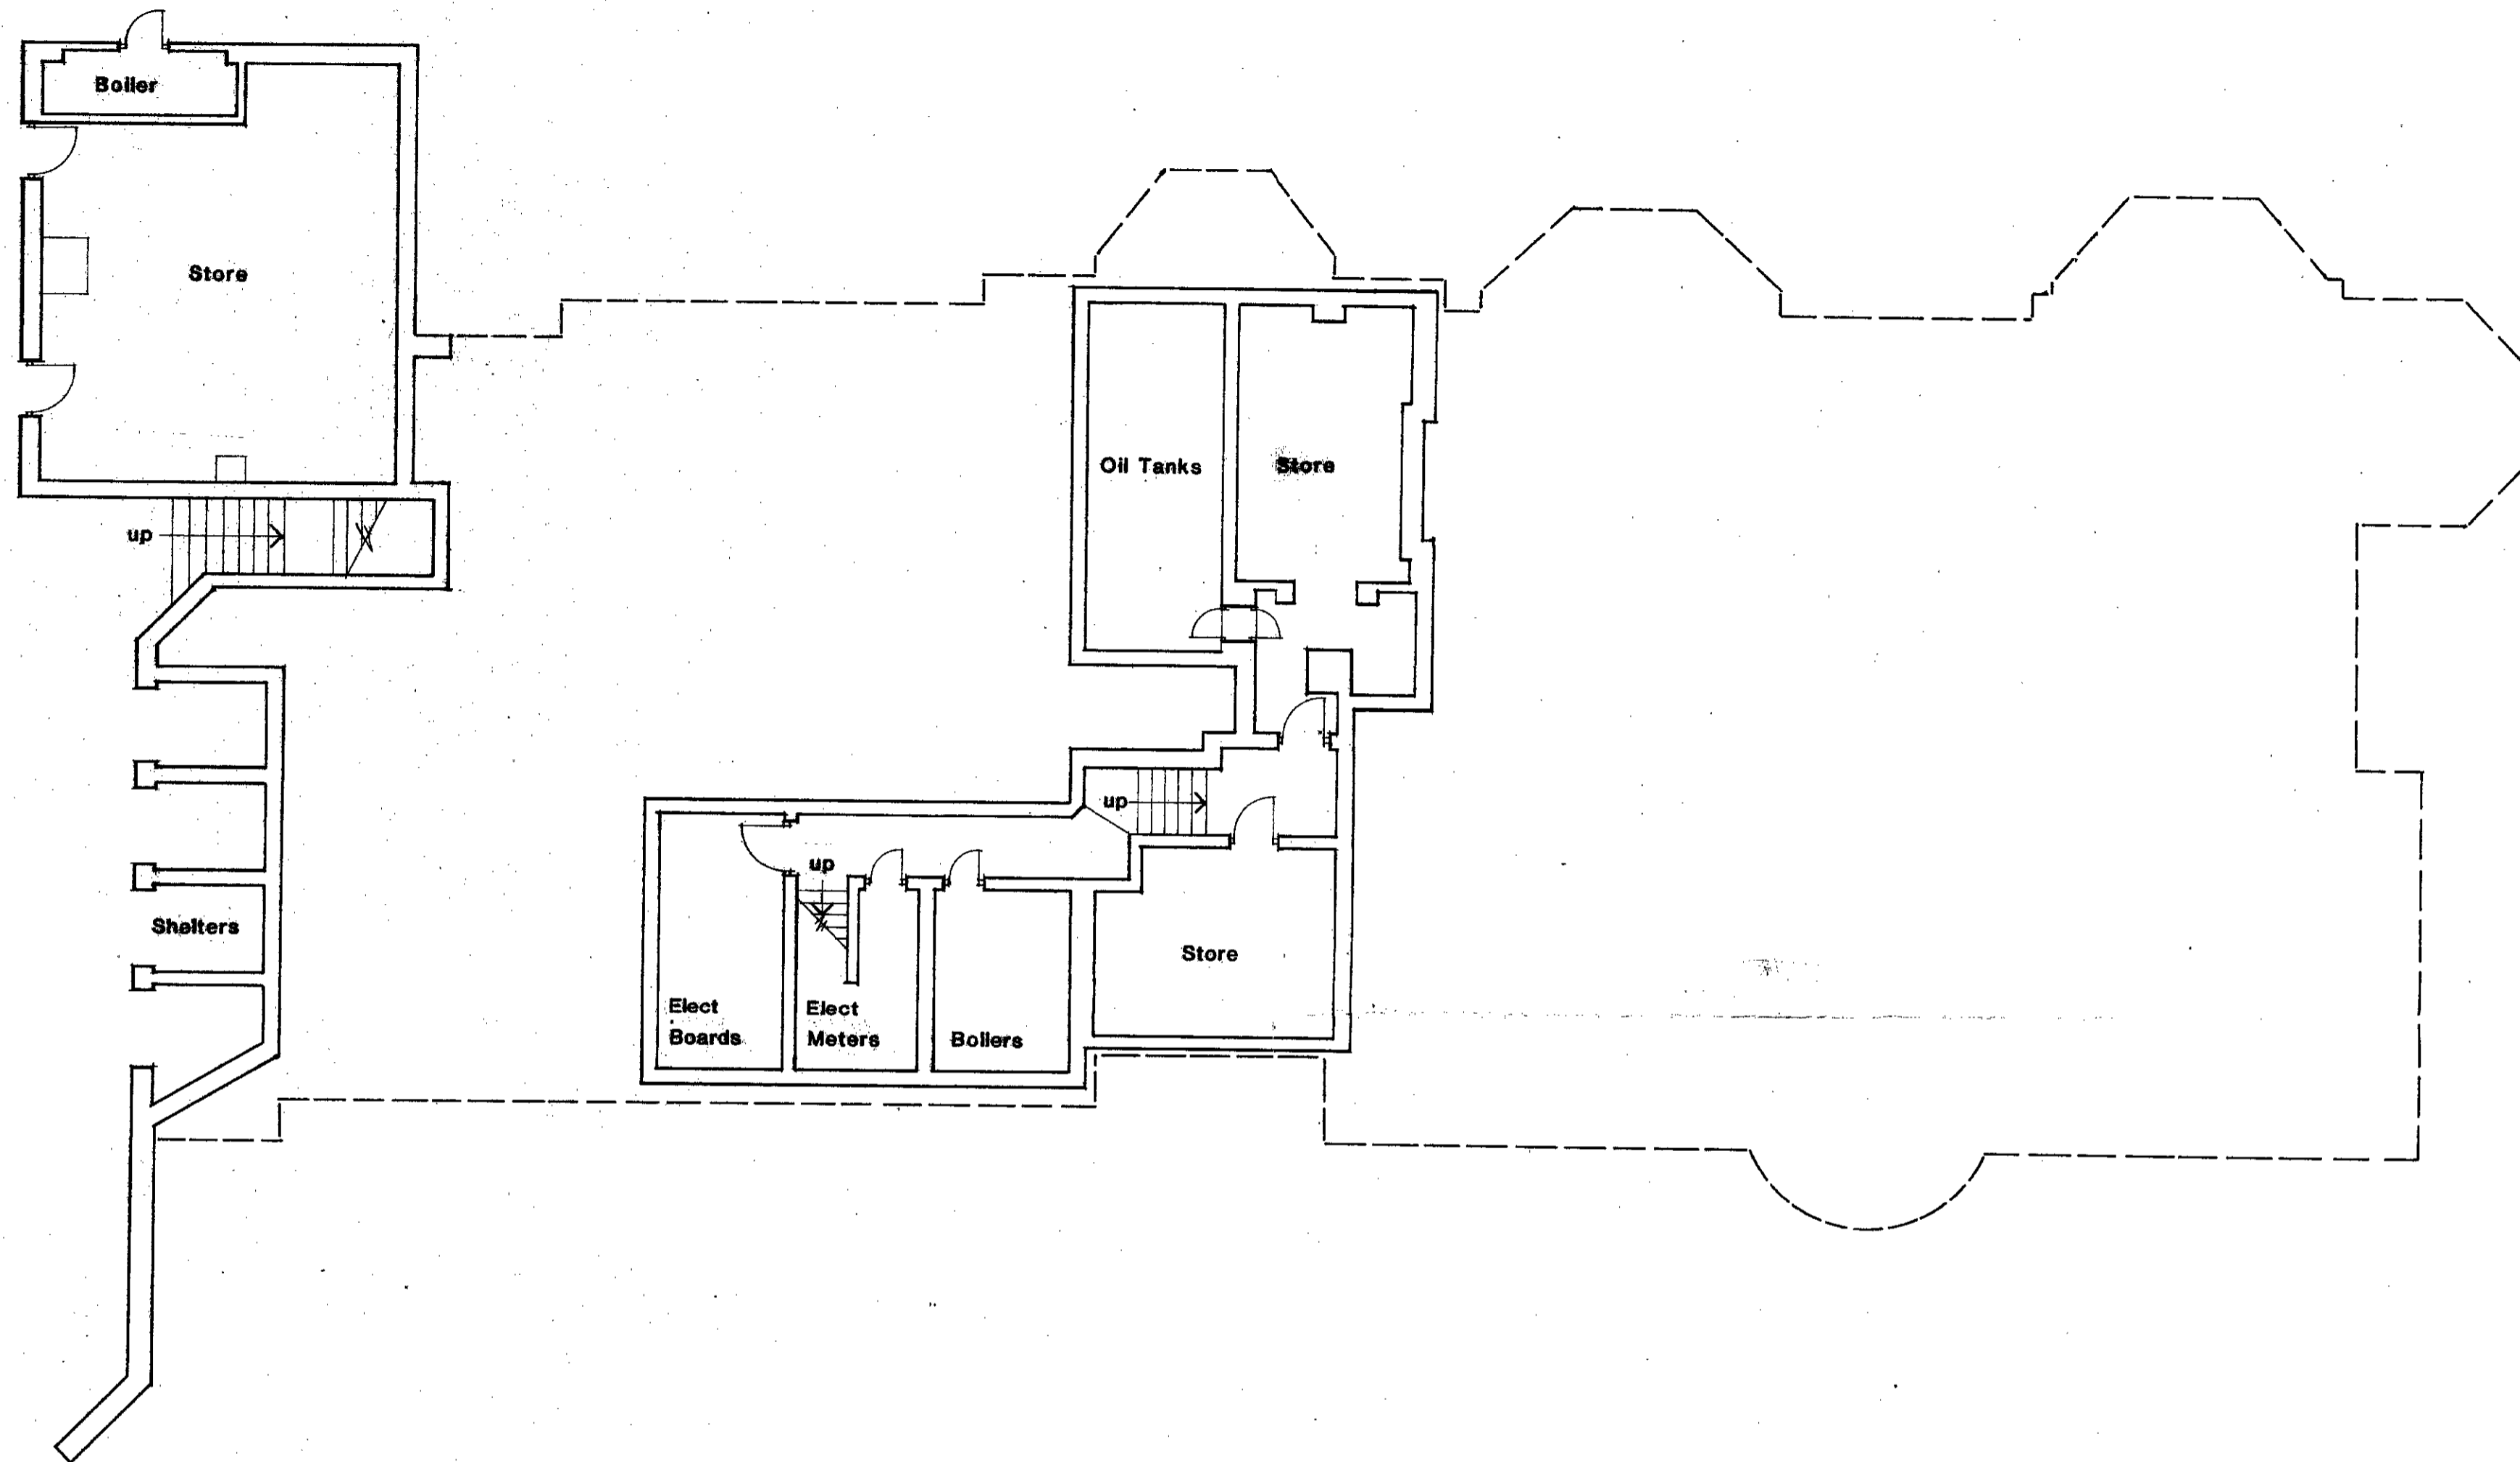 Boiler
Store
up
Shelters
Oil Tanks
Store
up
up
Elect
Boards
Elect
Meters
Boilers
Store